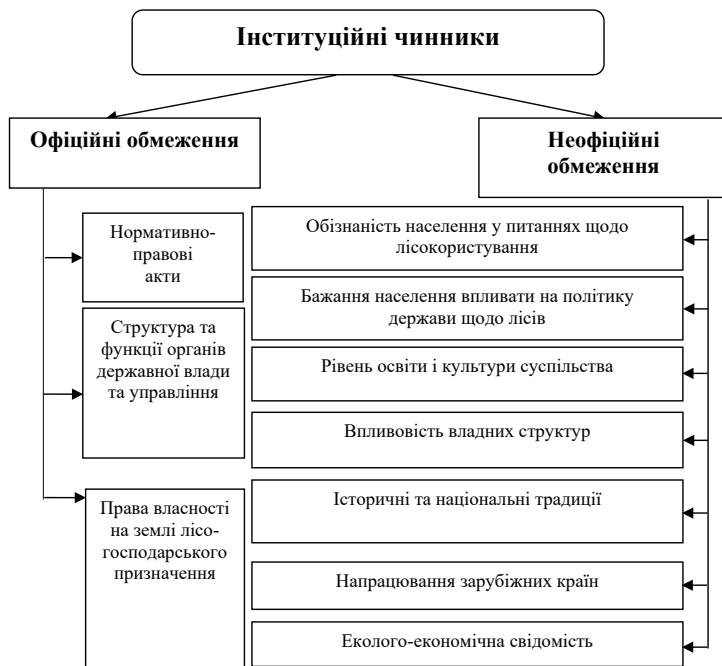 Інституційні чинники
Офіційні обмеження
Нормативно-
правові
акти
Структура та
функції органів
державної влади
та управління
Права власності
на землі лісо-
господарського
призначення
Неофіційні
обмеження
Обізнаність населення у питаннях щодо
лісокористування
Бажання населення впливати на політику
держави щодо лісів
Рівень освіти і культури суспільства
Впливовість владних структур
Історичні та національні традиції
Напрацювання зарубіжних країн
Еколого-економічна свідомість